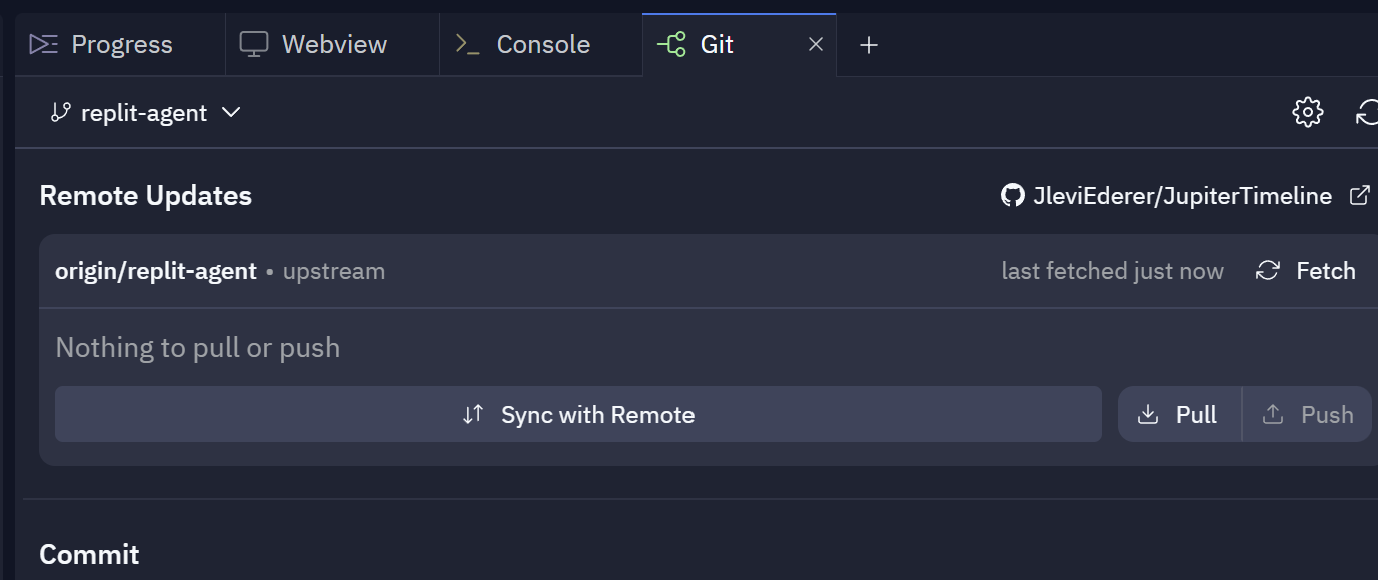 Progress Webview Console Git
replit-agent
Remote Updates JleviEderer/JupiterTimeline
origin/replit-agent • upstream last fetched just now Fetch
Nothing to pull or push
Sync with Remote Pull Push
Commit